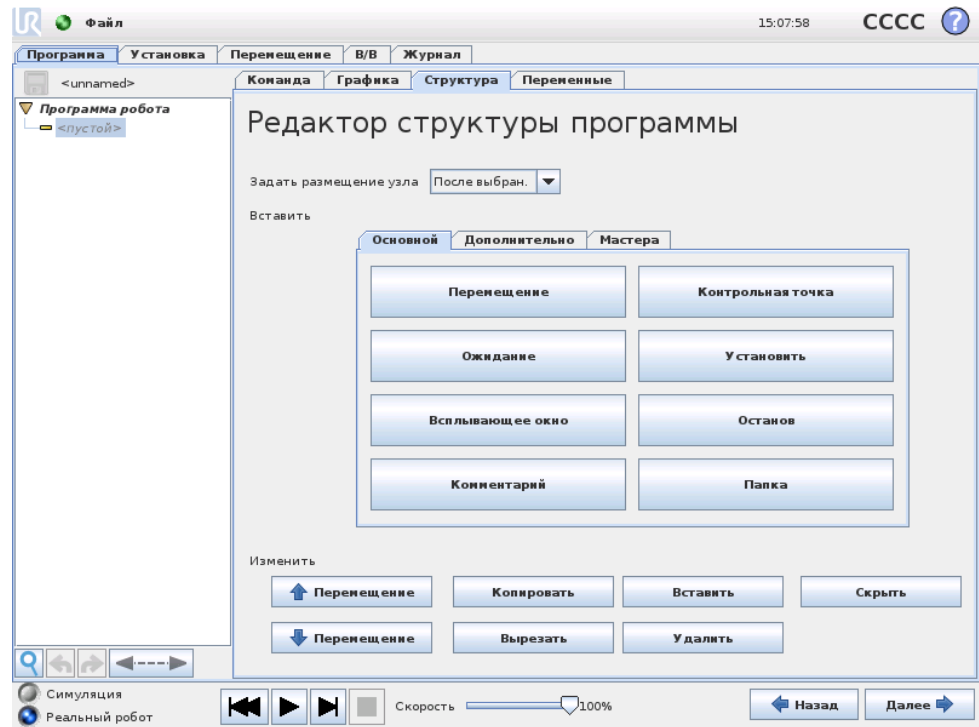 UR Файл 15:07:58 CCCC ?
Программа Установка Перемещение В/В Журнал
<unnamed>
Программа робота
<пустой>
Команда Графика Структура Переменные
Редактор структуры программы
Задать размещение узла После выбран.
Вставить
Основной Дополнительно Мастера
Перемещение Контрольная точка
Ожидание Установить
Всплывающее окно Останов
Комментарий Папка
Изменить
Перемещение Копировать Вставить Скрыть
Перемещение Вырезать Удалить
Симуляция
Реальный робот
Скорость 100%
Назад Далее